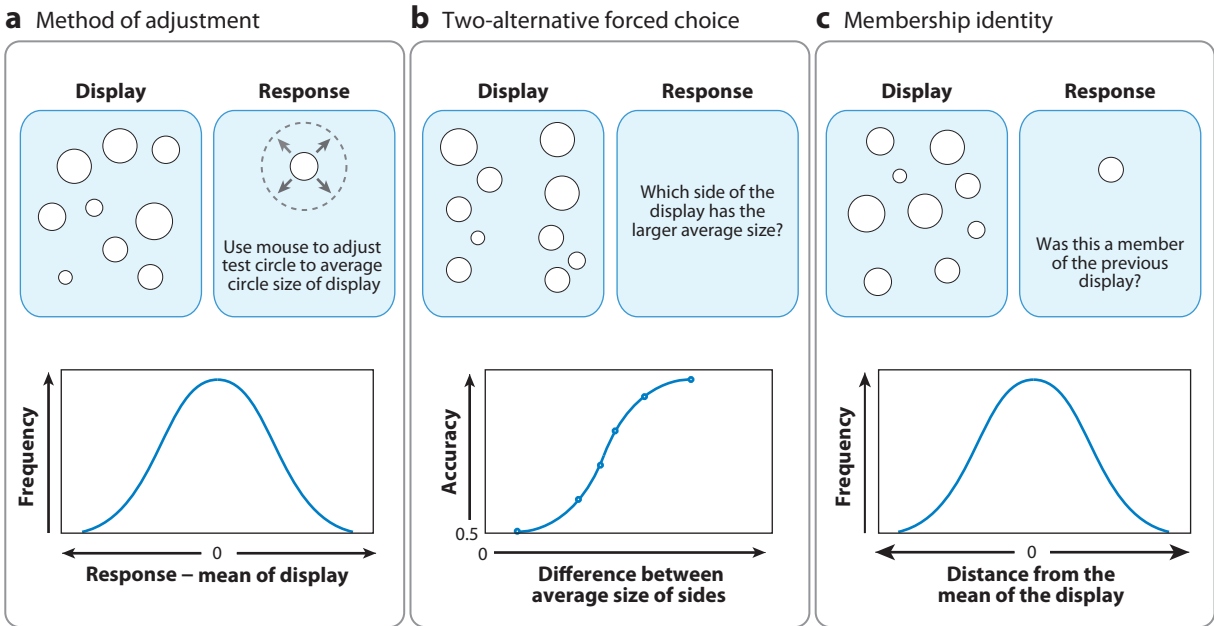 a Method of adjustment
Display
Response
Use mouse to adjust
test circle to average
circle size of display
Frequency
0
Response – mean of display
b Two-alternative forced choice
Display
Response
Which side of the
display has the
larger average size?
Accuracy
0.5
0
Difference between
average size of sides
c Membership identity
Display
Response
Was this a member
of the previous
display?
Frequency
0
Distance from the
mean of the display